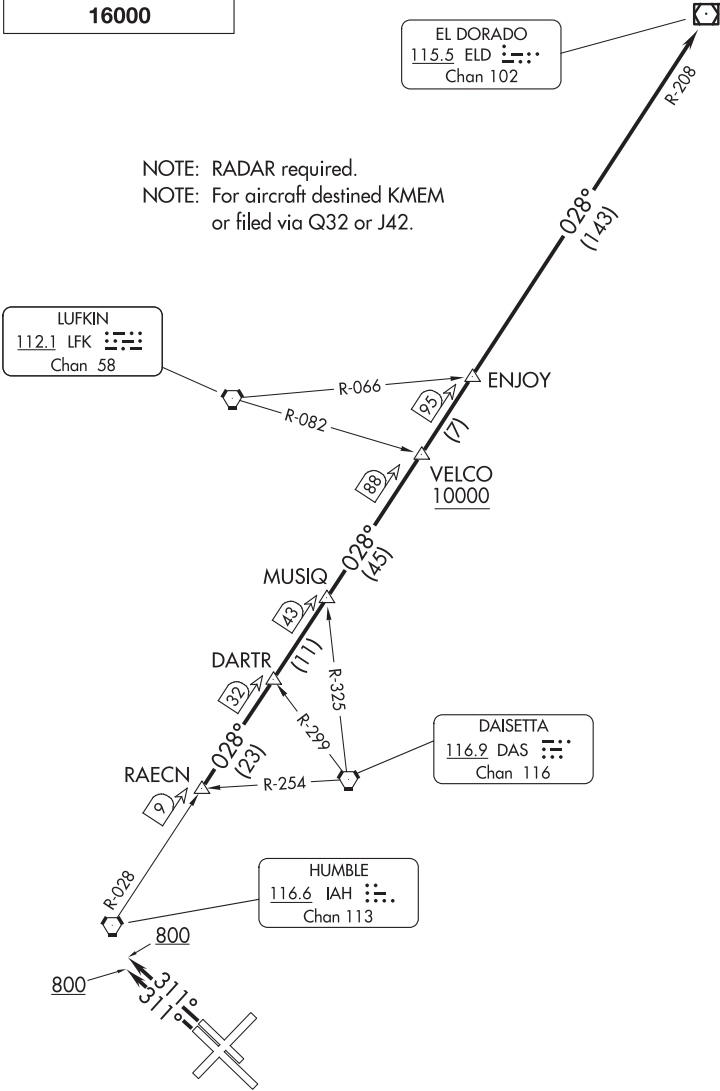 16000
EL DORADO
115.5 ELD
Chan 102
R-208
NOTE: RADAR required.
NOTE: For aircraft destined KMEM
or filed via Q32 or J42.
028°
(143)
LUFKIN
112.1 LFK
Chan 58
R-066
ENJOY
95
(7)
R-082
VELCO
10000
88
028°
(45)
MUSIQ
43
(11)
DARTR
32
R-325
R-299
028°
(23)
DAISETTA
116.9 DAS
Chan 116
RAECN
R-254
9
HUMBLE
116.6 IAH
Chan 113
R-028
800
800
311°
311°